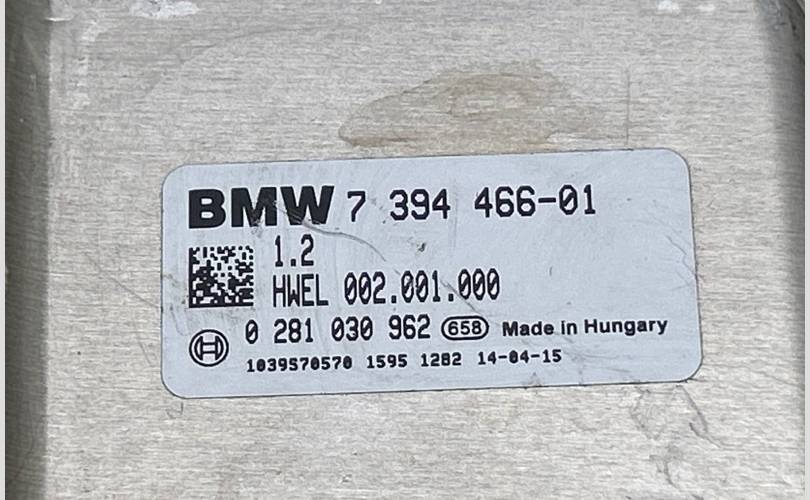 BMW 7 394 466-01
1.2
HWEL 002.001.000
0 281 030 962 658 Made in Hungary
1039S70570 1595 1282 14-04-15